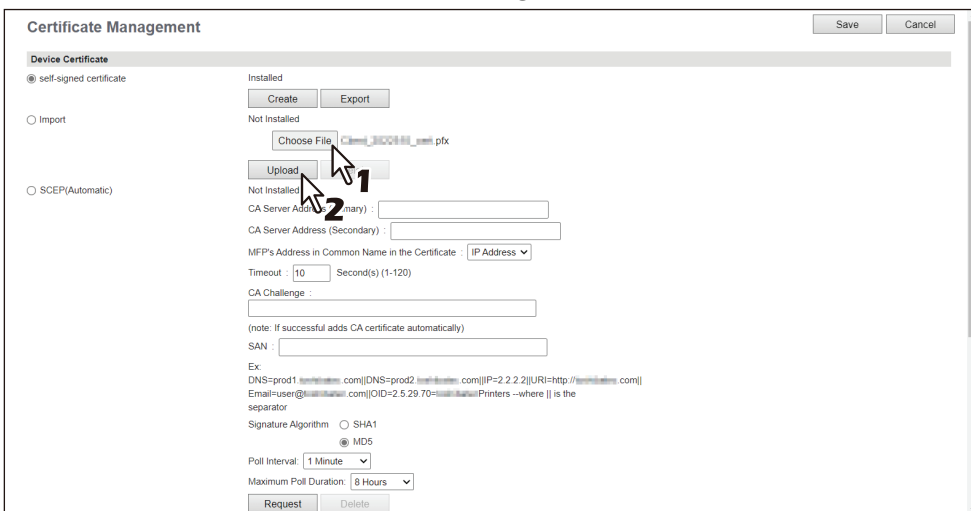 Certificate Management
Save Cancel
Device Certificate
self-signed certificate Installed
Create Export
Import Not Installed
Choose File .pfx
Upload
1
SCEP(Automatic) Not Installed
2
CA Server Address
CA Server Address (Secondary) :
MFP's Address in Common Name in the Certificate : IP Address
Timeout : 10 Second(s) (1-120)
CA Challenge :
(note: If successful adds CA certificate automatically)
SAN :
Ex:
DNS=prod1. .com||DNS=prod2. .com||IP=2.2.2.2||URI=http:// .com||
Email=user@ .com||OID=2.5.29.70= Printers --where || is the
separator
Signature Algorithm SHA1
MD5
Poll Interval: 1 Minute
Maximum Poll Duration: 8 Hours
Request Delete